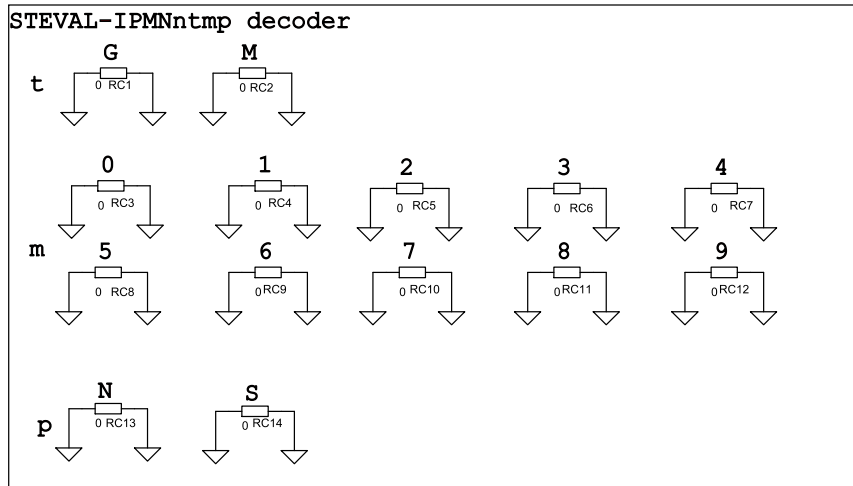 STEVAL-IPMNntmp decoder
G M
t
0 RC1 0 RC2
0 1 2 3 4
0 RC3 0 RC4 0 RC5 0 RC6 0 RC7
m
5 6 7 8 9
0 RC8 0 RC9 0 RC10 0 RC11 0 RC12
N S
p
0 RC13 0 RC14